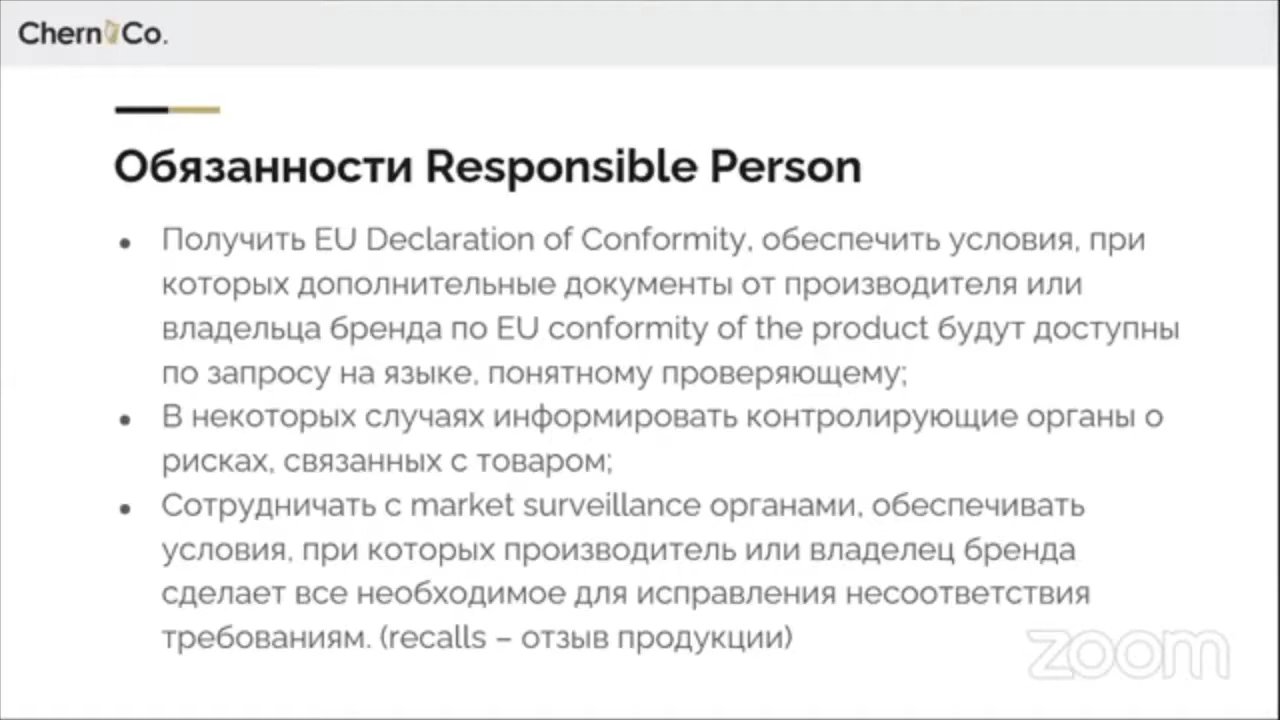 Chern Co.
Обязанности Responsible Person
• Получить EU Declaration of Conformity, обеспечить условия, при
которых дополнительные документы от производителя или
владельца бренда по EU conformity of the product будут доступны
по запросу на языке, понятному проверяющему;
• В некоторых случаях информировать контролирующие органы о
рисках, связанных с товаром;
• Сотрудничать с market surveillance органами, обеспечивать
условия, при которых производитель или владелец бренда
сделает все необходимое для исправления несоответствия
требованиям. (recalls – отзыв продукции)
zoom